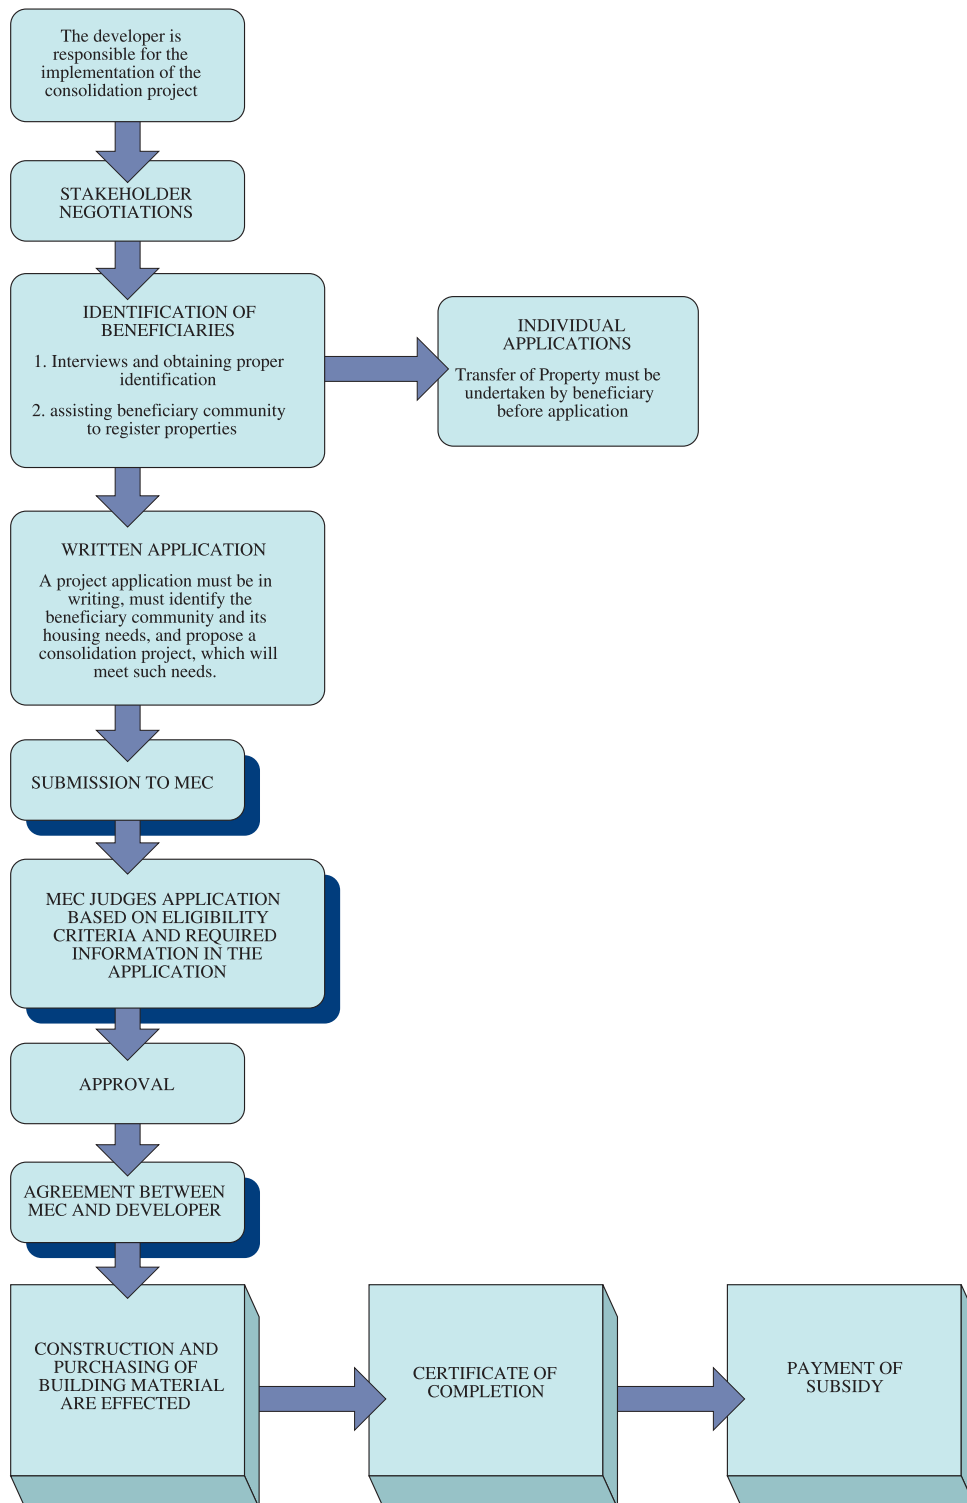 The developer is
responsible for the
implementation of the
consolidation project
STAKEHOLDER
NEGOTIATIONS
IDENTIFICATION OF
BENEFICIARIES
1. Interviews and obtaining proper
identification
2. assisting beneficiary community
to register properties
INDIVIDUAL
APPLICATIONS
Transfer of Property must be
undertaken by beneficiary
before application
WRITTEN APPLICATION
A project application must be in
writing, must identify the
beneficiary community and its
housing needs, and propose a
consolidation project, which will
meet such needs.
SUBMISSION TO MEC
MEC JUDGES APPLICATION
BASED ON ELIGIBILITY
CRITERIA AND REQUIRED
INFORMATION IN THE
APPLICATION
APPROVAL
AGREEMENT BETWEEN
MEC AND DEVELOPER
CONSTRUCTION AND
PURCHASING OF
BUILDING MATERIAL
ARE EFFECTED
CERTIFICATE OF
COMPLETION
PAYMENT OF
SUBSIDY